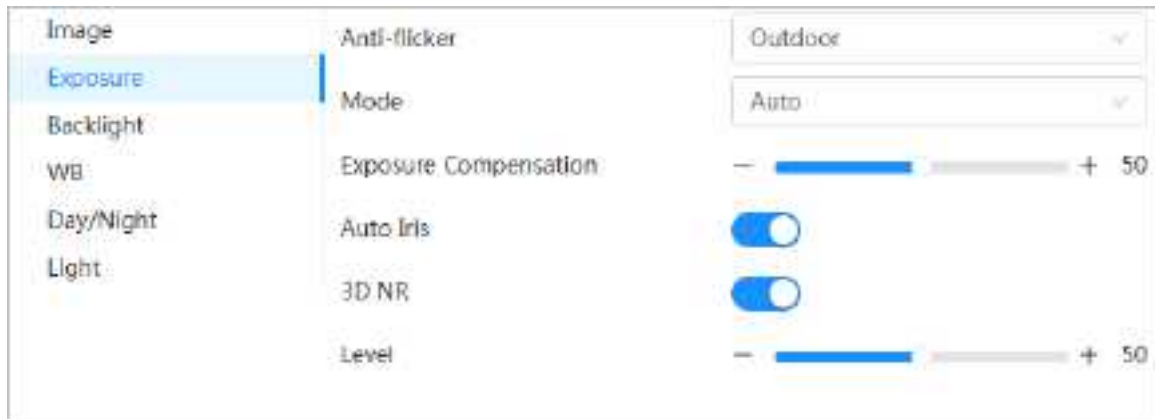 Image
Exposure
Backlight
WB
Day/Night
Light
Anti-flicker Outdoor
Mode Auto
Exposure Compensation − + 50
Auto Iris
3D NR
Level − + 50